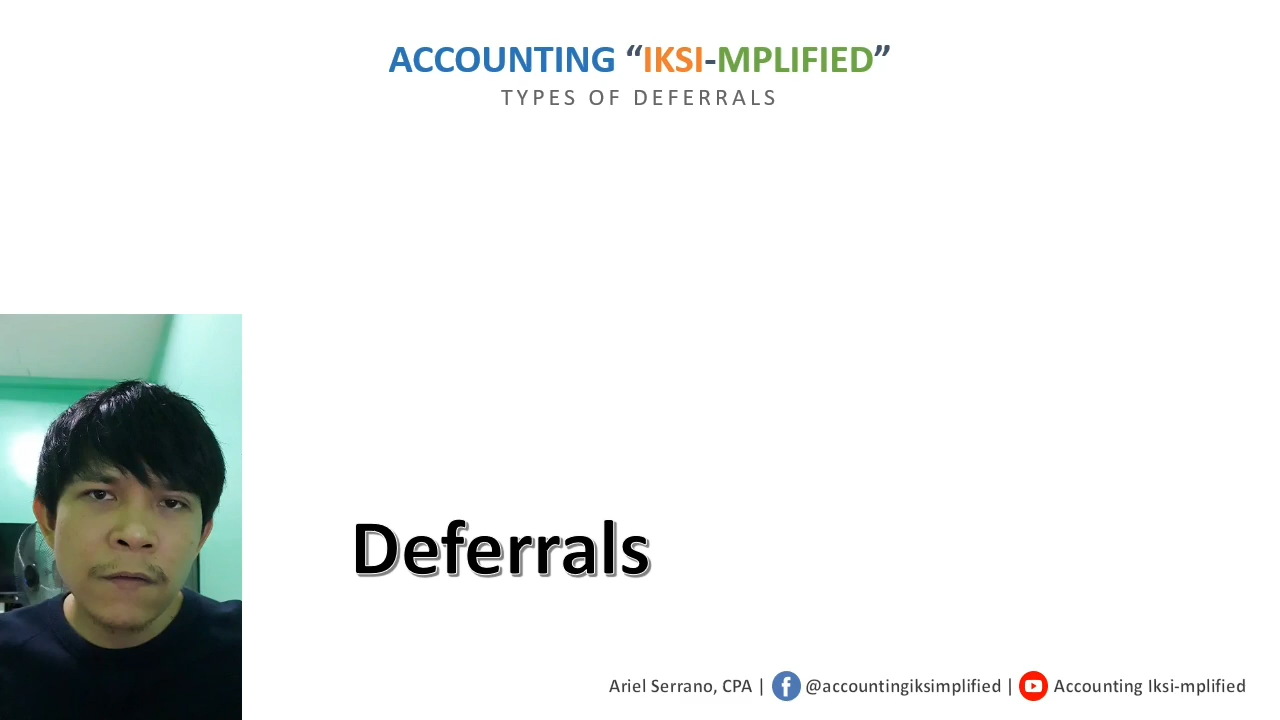 ACCOUNTING “IKSI-MPLIFIED”
TYPES OF DEFERRALS
Deferrals
Ariel Serrano, CPA | @accountingiksimplified | Accounting Iksi-mplified